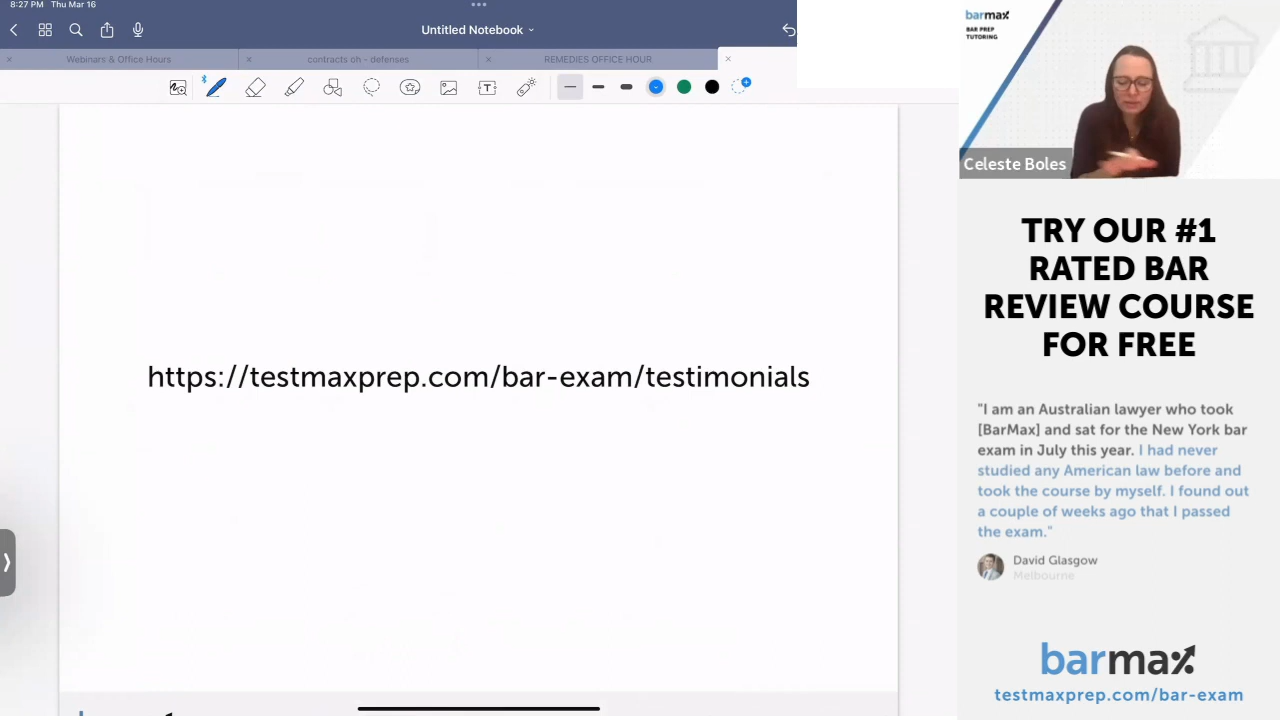 8:27 PM Thu Mar 16
Untitled Notebook
Webinars & Office Hours
contracts oh - defenses
REMEDIES OFFICE HOUR
https://testmaxprep.com/bar-exam/testimonials
barmax
BAR PREP
TUTORING
Celeste Boles
TRY OUR #1
RATED BAR
REVIEW COURSE
FOR FREE
"I am an Australian lawyer who took
[BarMax] and sat for the New York bar
exam in July this year. I had never
studied any American law before and
took the course by myself. I found out
a couple of weeks ago that I passed
the exam."
David Glasgow
Melbourne
barmax
testmaxprep.com/bar-exam